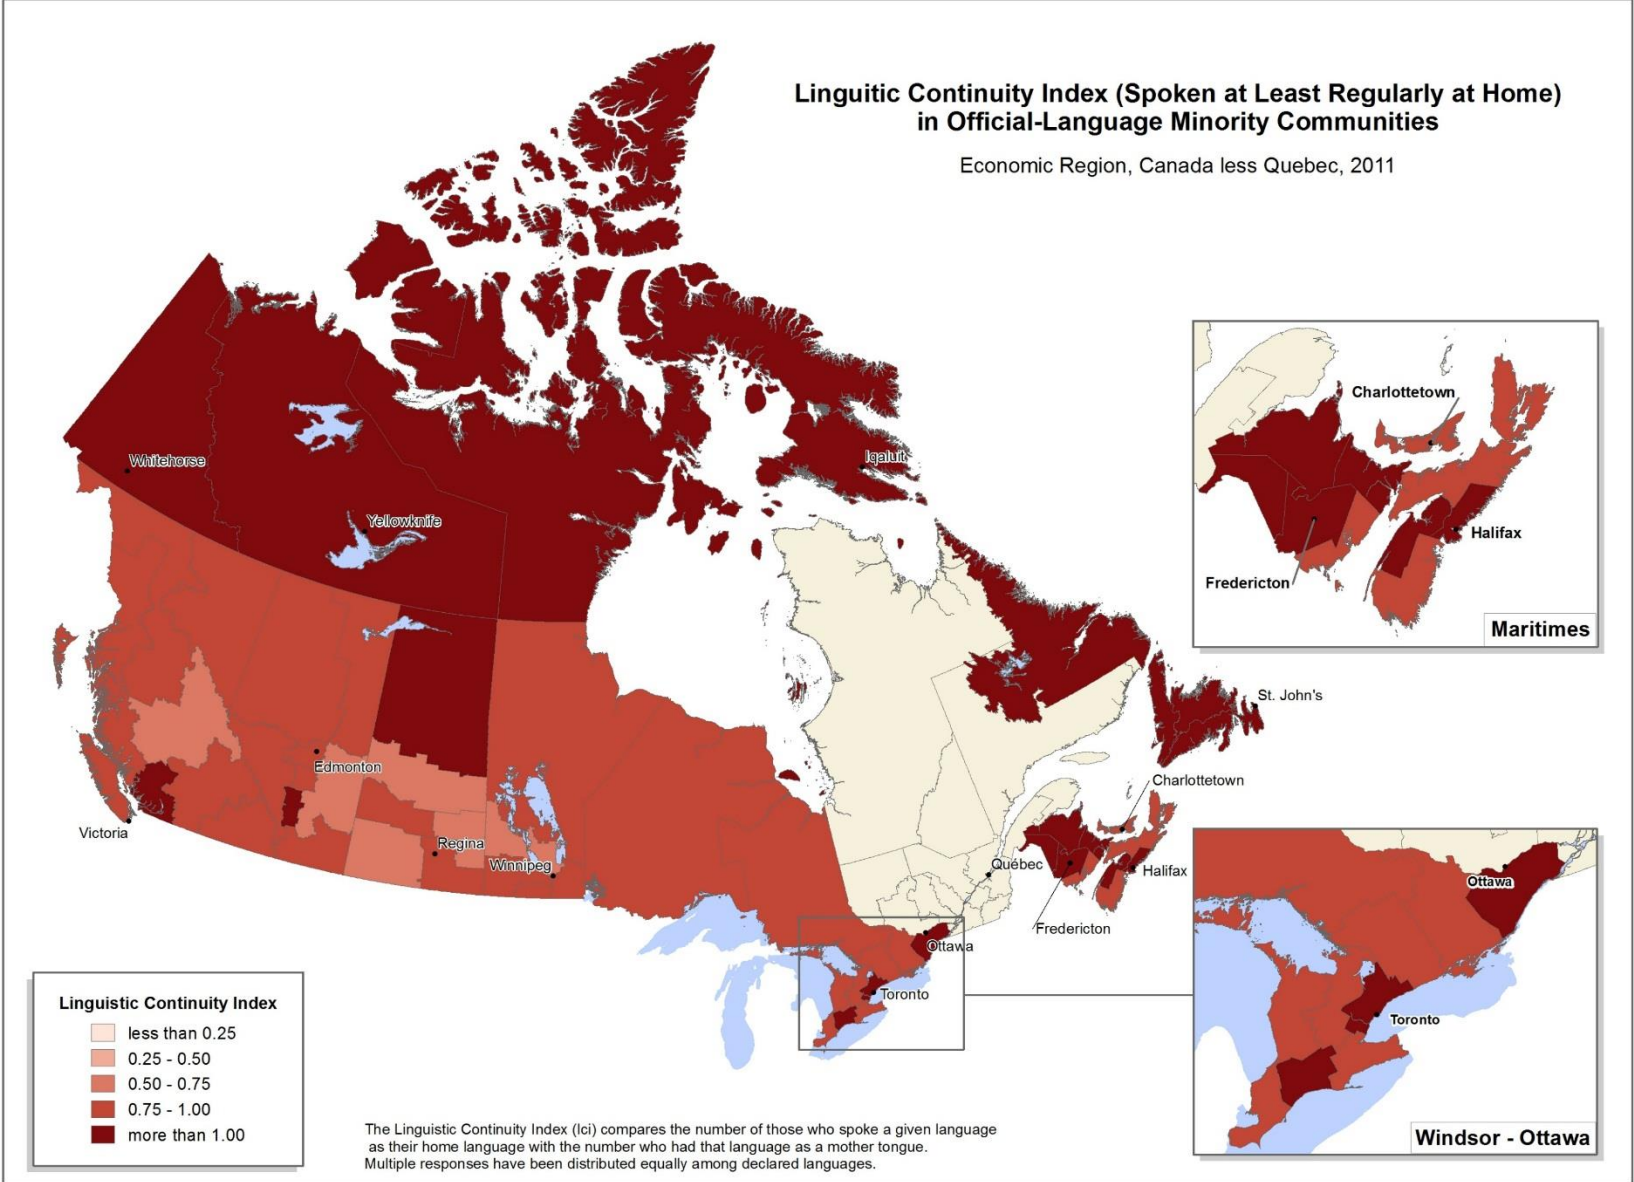 Linguitic Continuity Index (Spoken at Least Regularly at Home)
in Official-Language Minority Communities
Economic Region, Canada less Quebec, 2011
Whitehorse
Yellowknife
Iqaluit
Edmonton
Victoria
Regina
Winnipeg
Québec
Ottawa
Toronto
St. John's
Charlottetown
Halifax
Fredericton
Charlottetown
Halifax
Fredericton
Maritimes
Ottawa
Toronto
Windsor - Ottawa
Linguistic Continuity Index
less than 0.25
0.25 - 0.50
0.50 - 0.75
0.75 - 1.00
more than 1.00
The Linguistic Continuity Index (lci) compares the number of those who spoke a given language
as their home language with the number who had that language as a mother tongue.
Multiple responses have been distributed equally among declared languages.